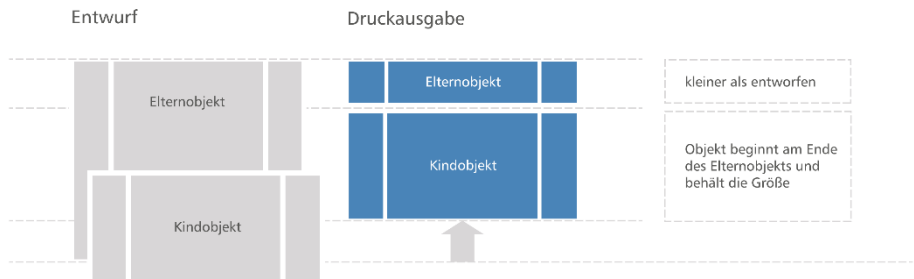 Entwurf
Druckausgabe
Elternobjekt
Elternobjekt
kleiner als entworfen
Kindobjekt
Objekt beginnt am Ende
des Elternobjekts und
behält die Größe
Kindobjekt